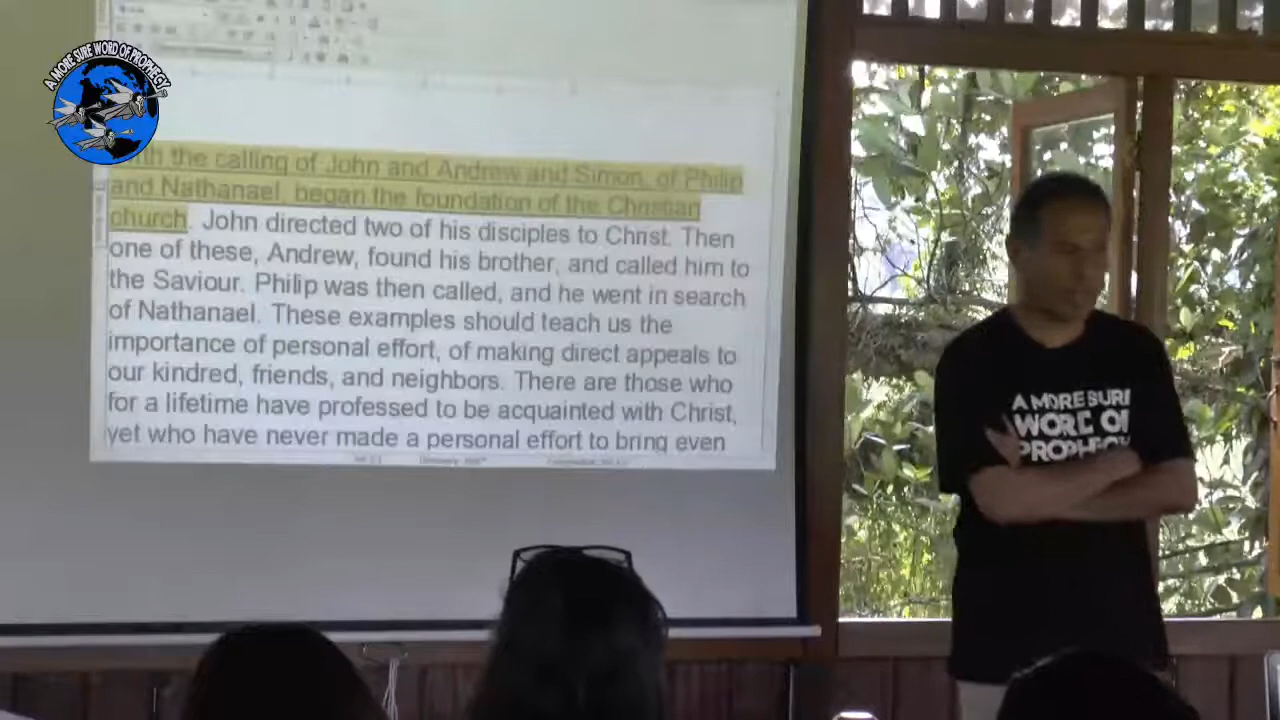 A MORE SURE WORD OF PROPHECY
the calling of John and Andrew and Simon, of Philip
and Nathanael, began the foundation of the Christian
church. John directed two of his disciples to Christ. Then
one of these, Andrew, found his brother, and called him to
the Saviour. Philip was then called, and he went in search
of Nathanael. These examples should teach us the
importance of personal effort, of making direct appeals to
our kindred, friends, and neighbors. There are those who
for a lifetime have professed to be acquainted with Christ,
yet who have never made a personal effort to bring even
A MORE SURE
WORD OF
PROPHECY